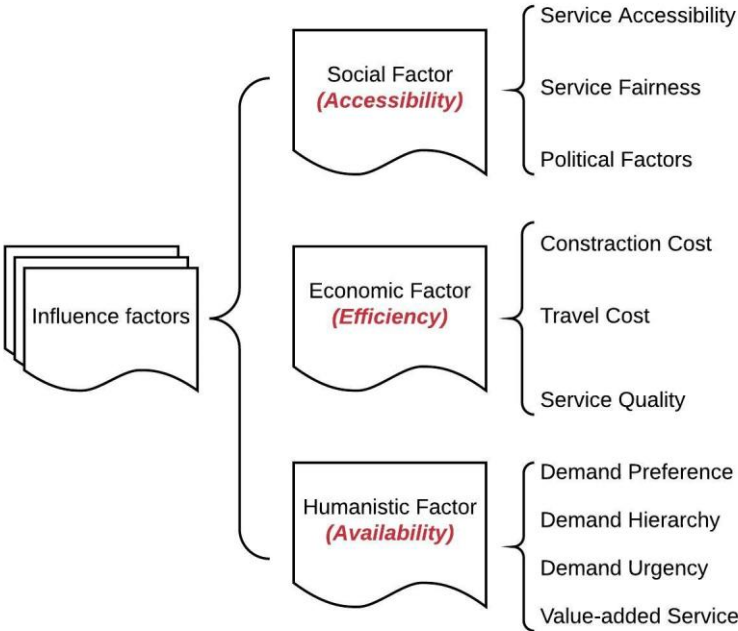 Influence factors
Social Factor
(Accessibility)
Service Accessibility
Service Fairness
Political Factors
Economic Factor
(Efficiency)
Constraction Cost
Travel Cost
Service Quality
Humanistic Factor
(Availability)
Demand Preference
Demand Hierarchy
Demand Urgency
Value-added Service